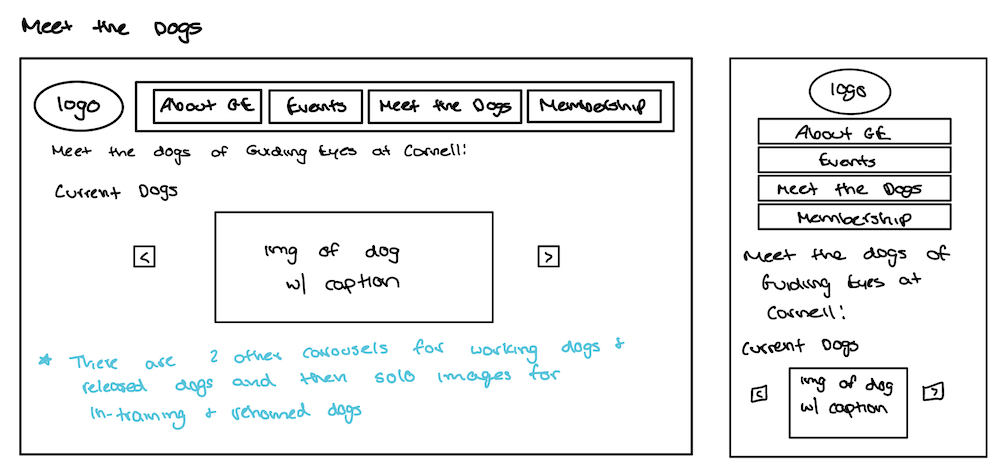 Meet the Dogs
logo
About GE Events Meet the Dogs Membership
Meet the dogs of Guiding Eyes at Cornell!
Current Dogs
< >
img of dog
w/ caption
* There are 2 other carousels for working dogs &
released dogs and then solo images for
in-training & rehomed dogs
logo
About GE
Events
Meet the Dogs
Membership
Meet the dogs of
Guiding Eyes at
Cornell!
Current Dogs
< >
img of dog
w/ caption